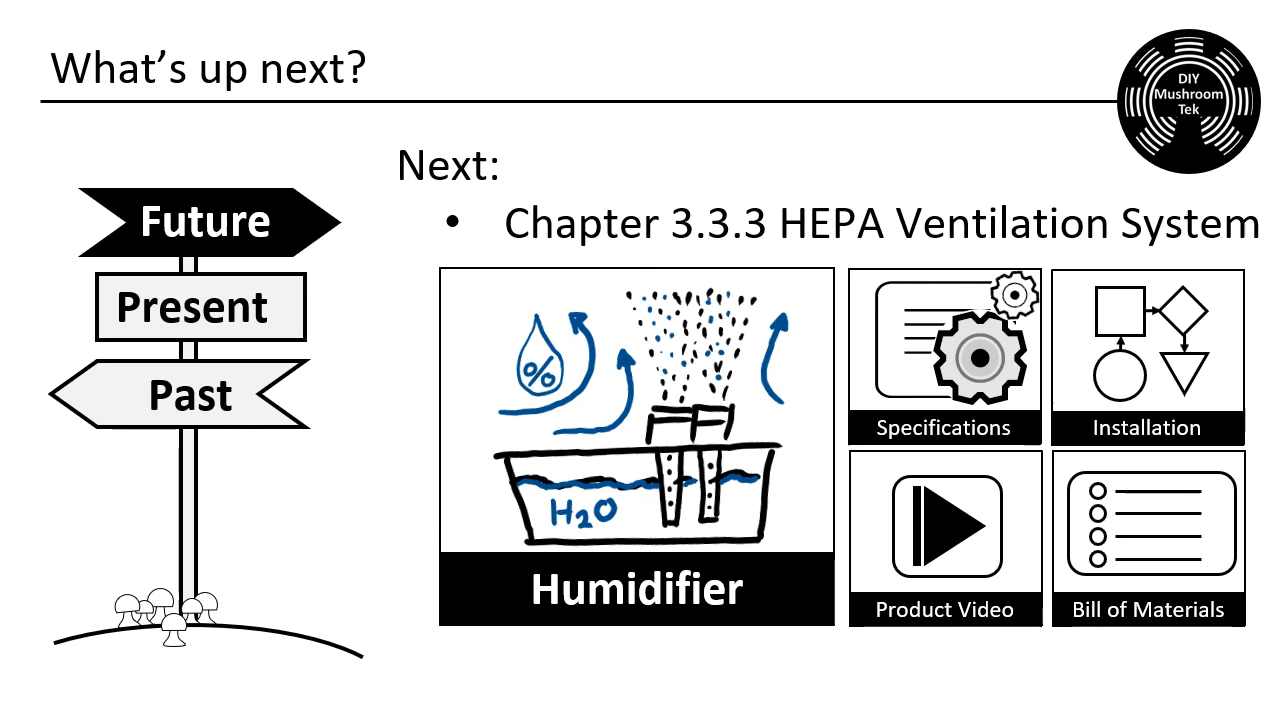 What's up next?
DIY
Mushroom
Tek
Next:
• Chapter 3.3.3 HEPA Ventilation System
Future
Present
Past
%
H₂O
Humidifier
Specifications
Installation
Product Video
Bill of Materials